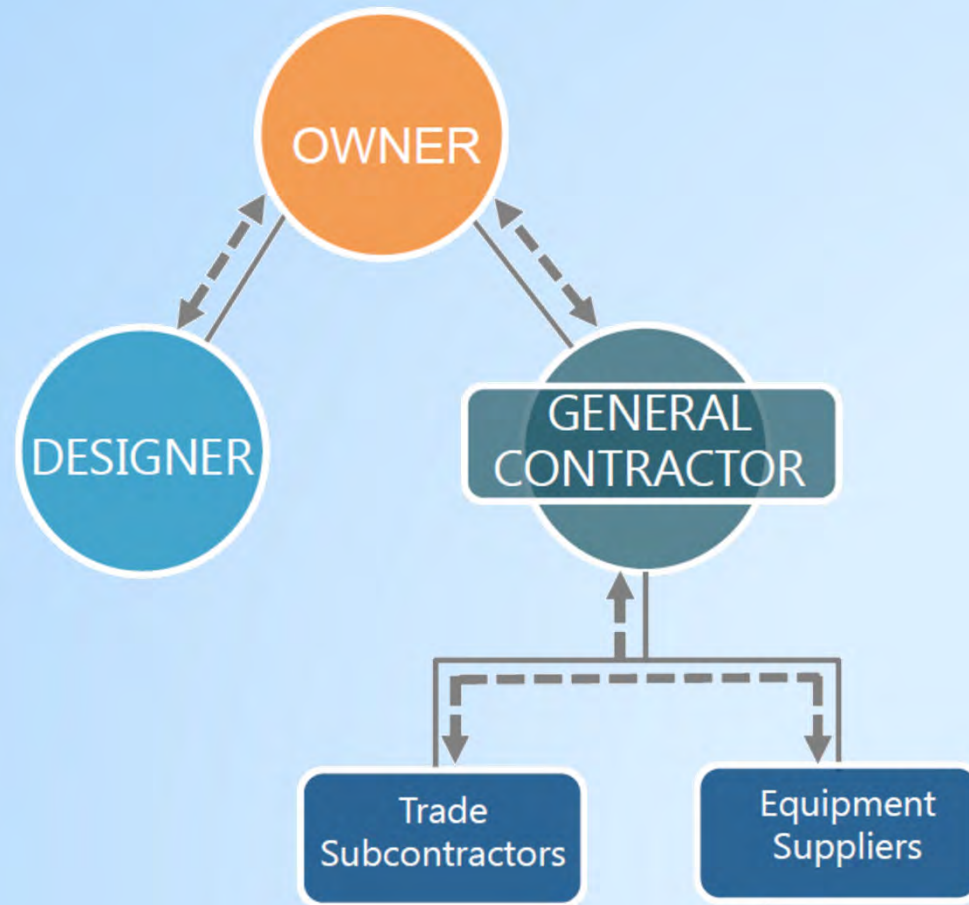 OWNER
DESIGNER
GENERAL
CONTRACTOR
Trade
Subcontractors
Equipment
Suppliers